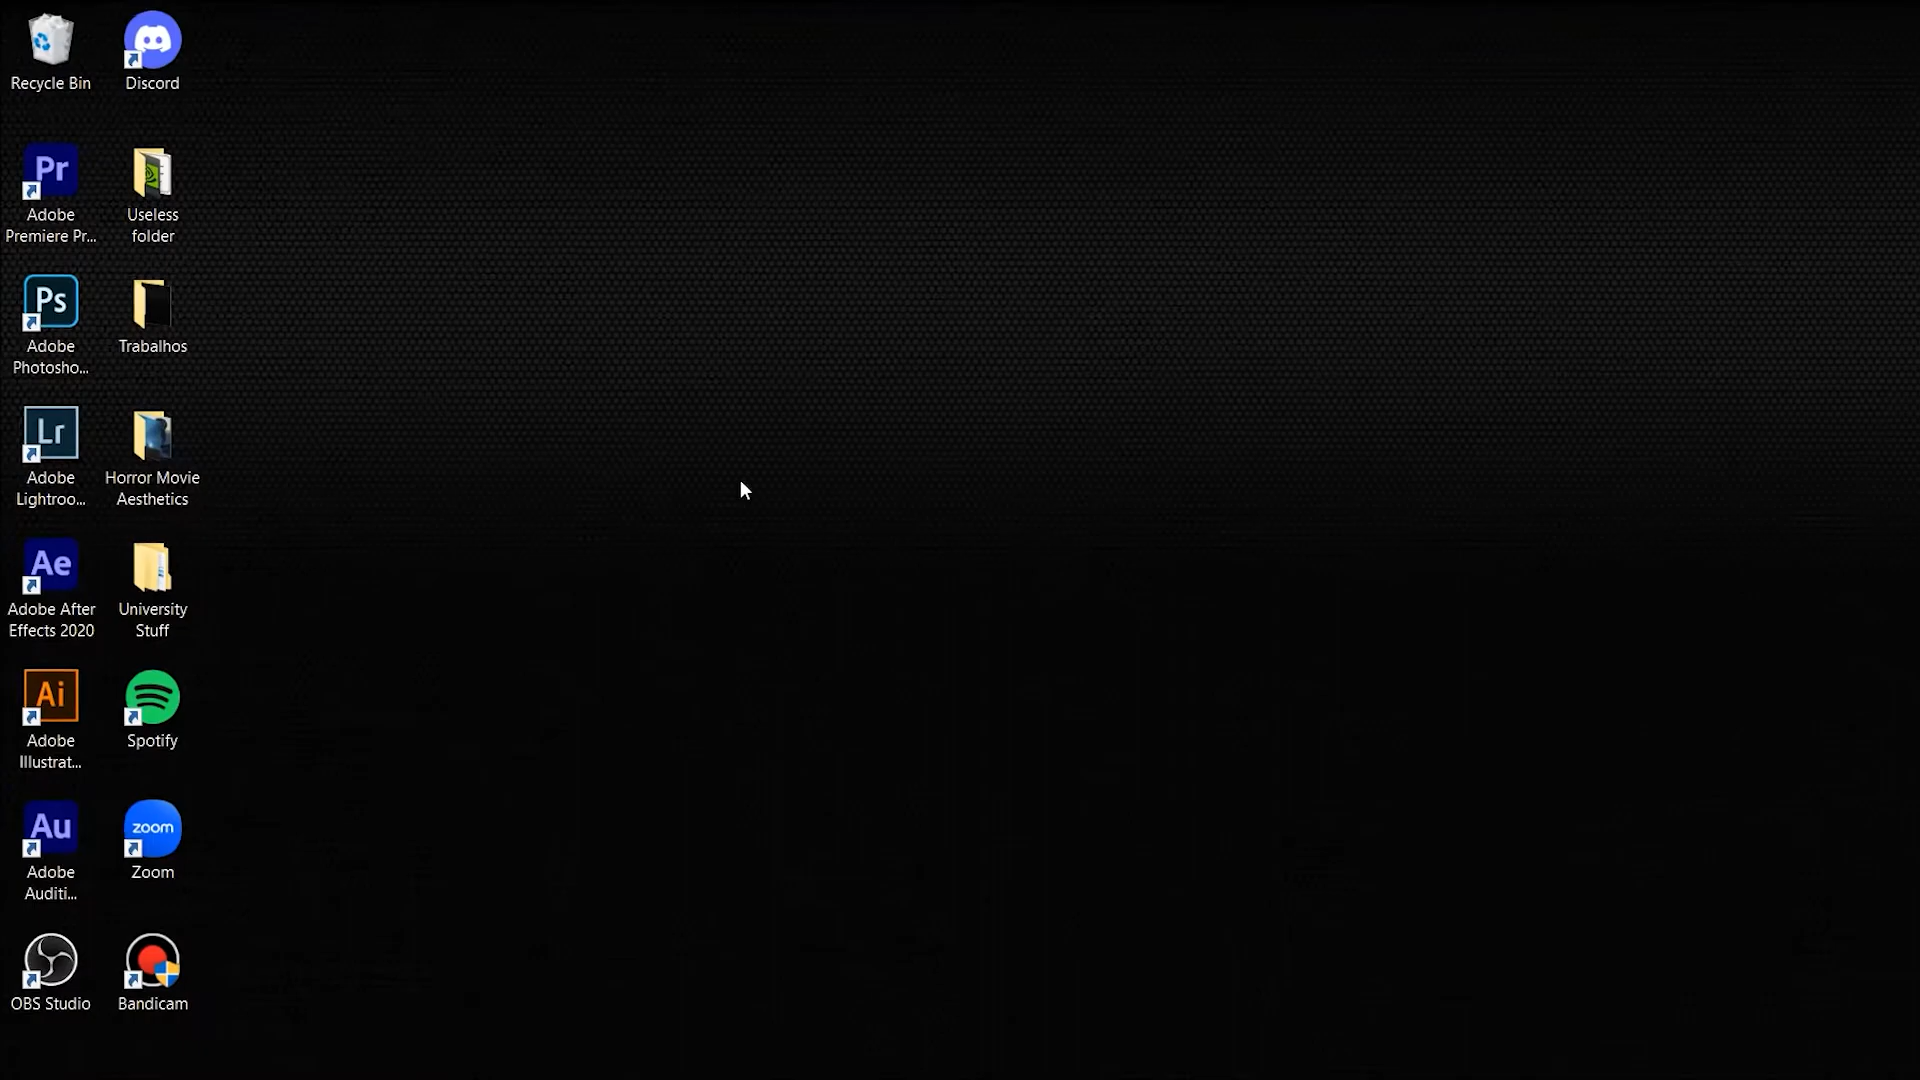 Recycle Bin
Discord
Pr
Adobe
Premiere Pr...
Useless
folder
Ps
Adobe
Photosho...
Trabalhos
Lr
Adobe
Lightroo...
Horror Movie
Aesthetics
Ae
Adobe After
Effects 2020
University
Stuff
Ai
Adobe
Illustrat...
Spotify
Au
Adobe
Auditi...
zoom
Zoom
OBS Studio
Bandicam